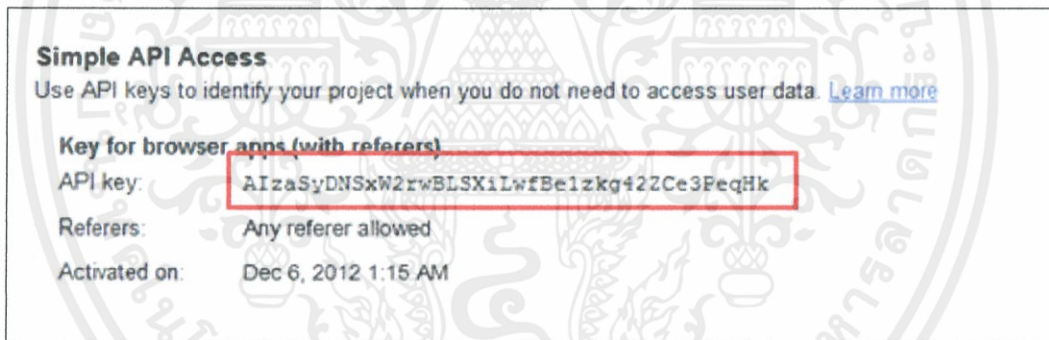 Simple API Access
Use API keys to identify your project when you do not need to access user data. Learn more
Key for browser apps (with referers)
API key: AIzaSyDNSxW2rwBLSXiLwfBe1zkg42ZCe3PeqHk
Referers: Any referer allowed
Activated on: Dec 6, 2012 1:15 AM